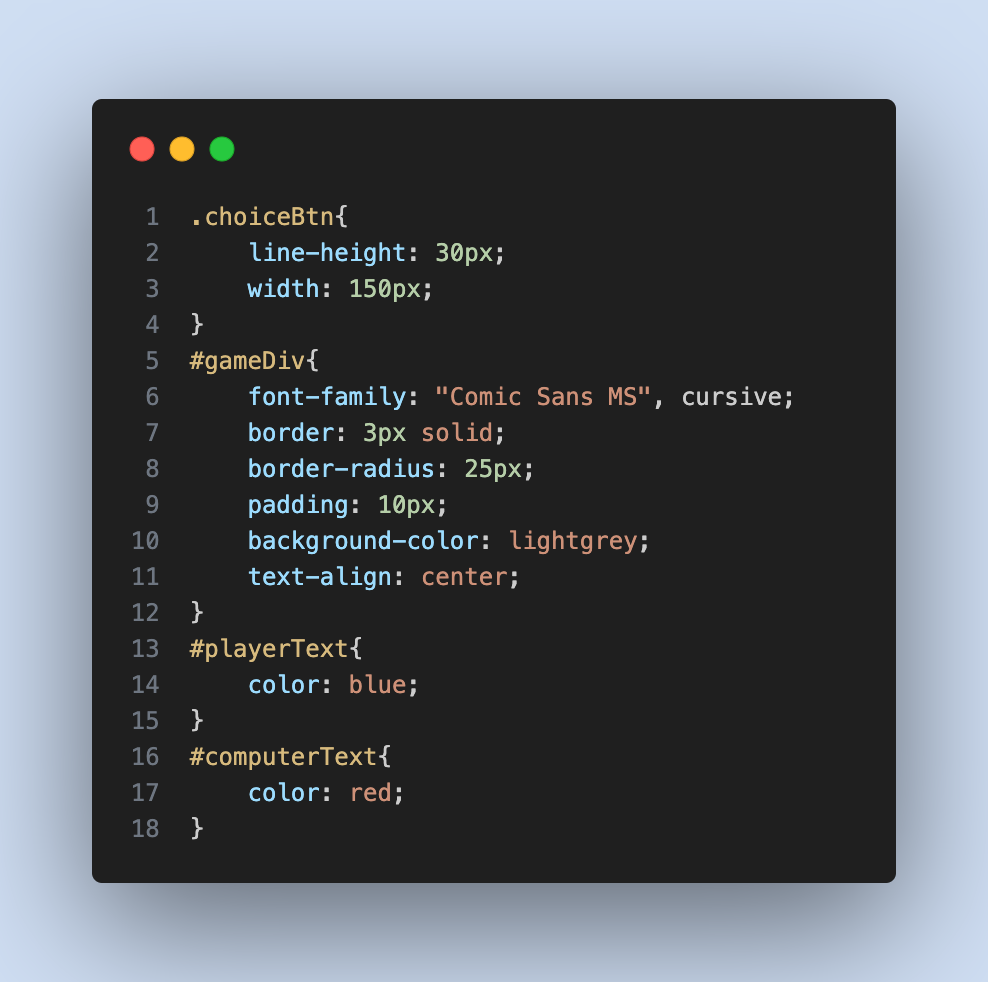 1 .choiceBtn{
2     line-height: 30px;
3     width: 150px;
4 }
5 #gameDiv{
6     font-family: "Comic Sans MS", cursive;
7     border: 3px solid;
8     border-radius: 25px;
9     padding: 10px;
10     background-color: lightgrey;
11     text-align: center;
12 }
13 #playerText{
14     color: blue;
15 }
16 #computerText{
17     color: red;
18 }